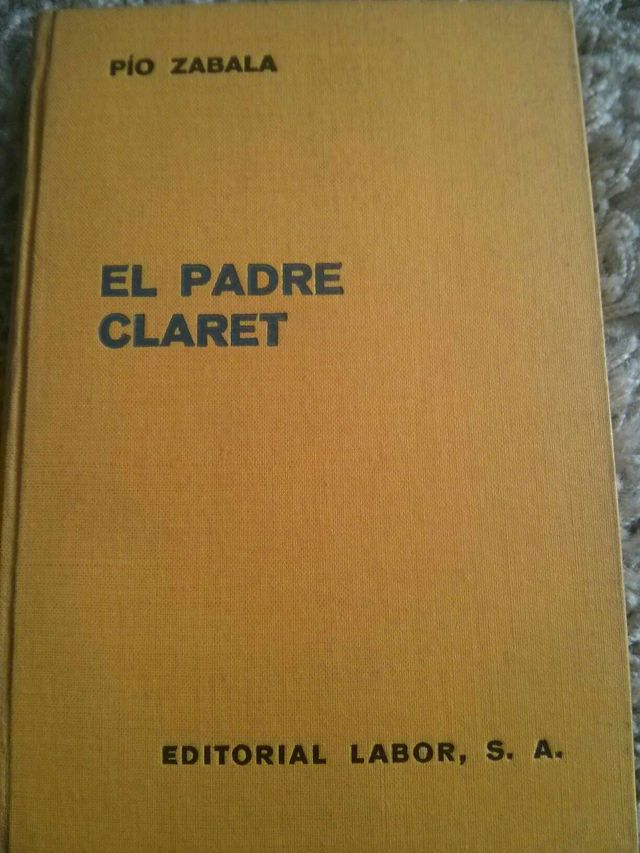 PÍO ZABALA
EL PADRE
CLARET
EDITORIAL LABOR, S. A.